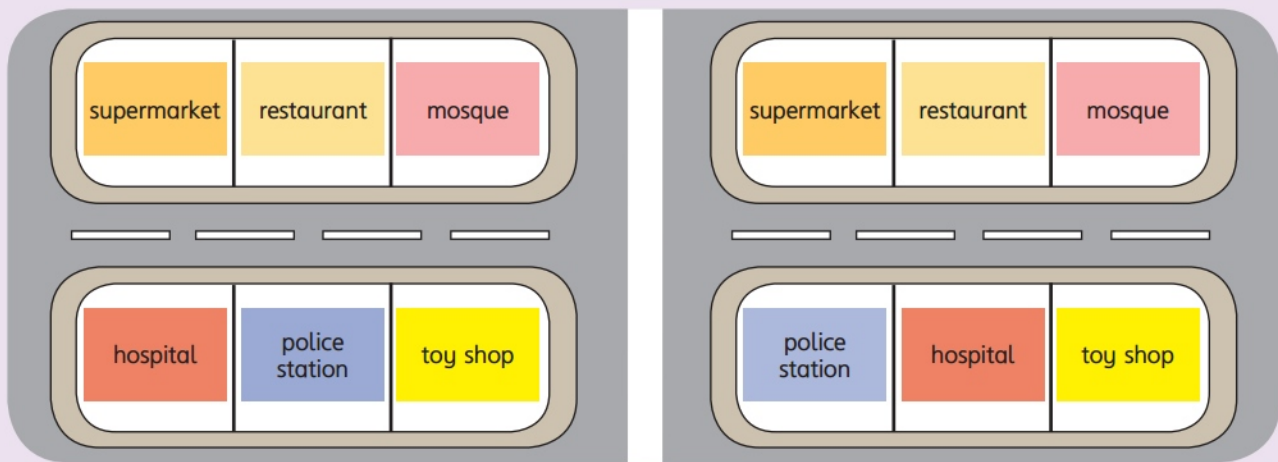 supermarket restaurant mosque
hospital police station toy shop
supermarket restaurant mosque
police station hospital toy shop